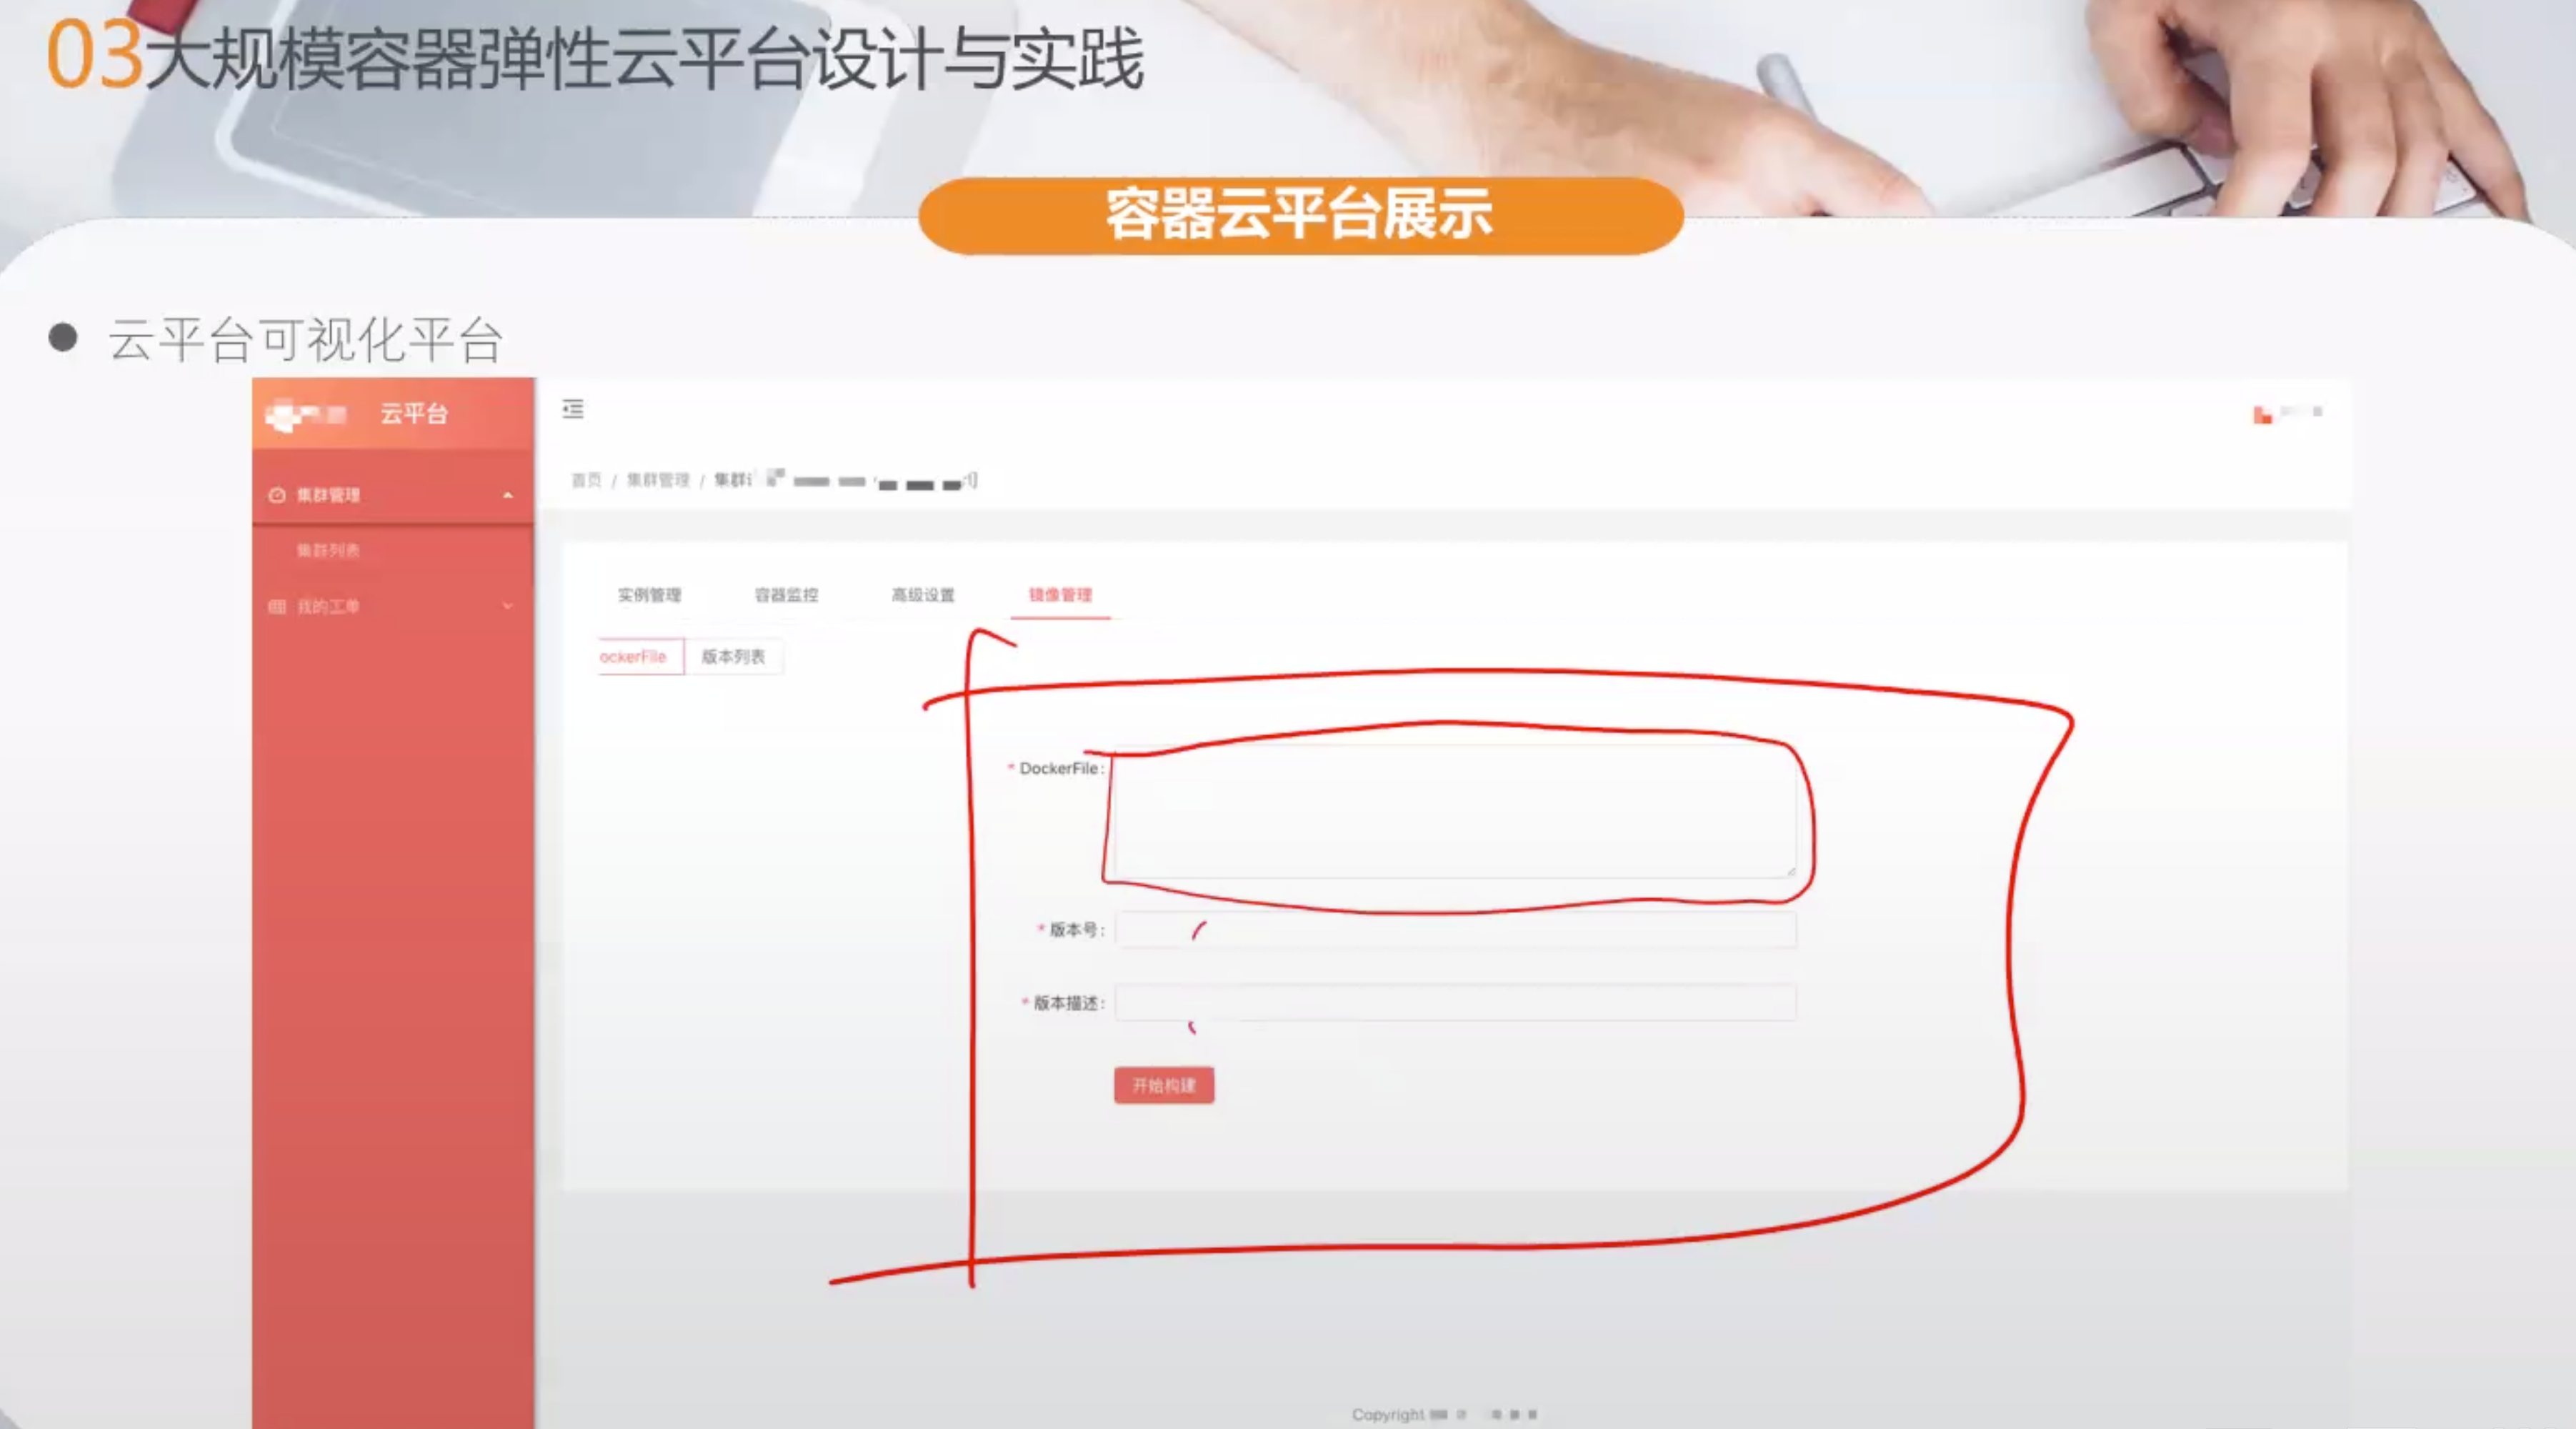 03大规模容器弹性云平台设计与实践
容器云平台展示
云平台可视化平台
云平台
首页 / 集群管理 / 集群
集群管理
集群列表
我的工单
实例管理 容器监控 高级设置 镜像管理
ockerFile 版本列表
* DockerFile:
* 版本号:
* 版本描述:
开始构建
Copyright